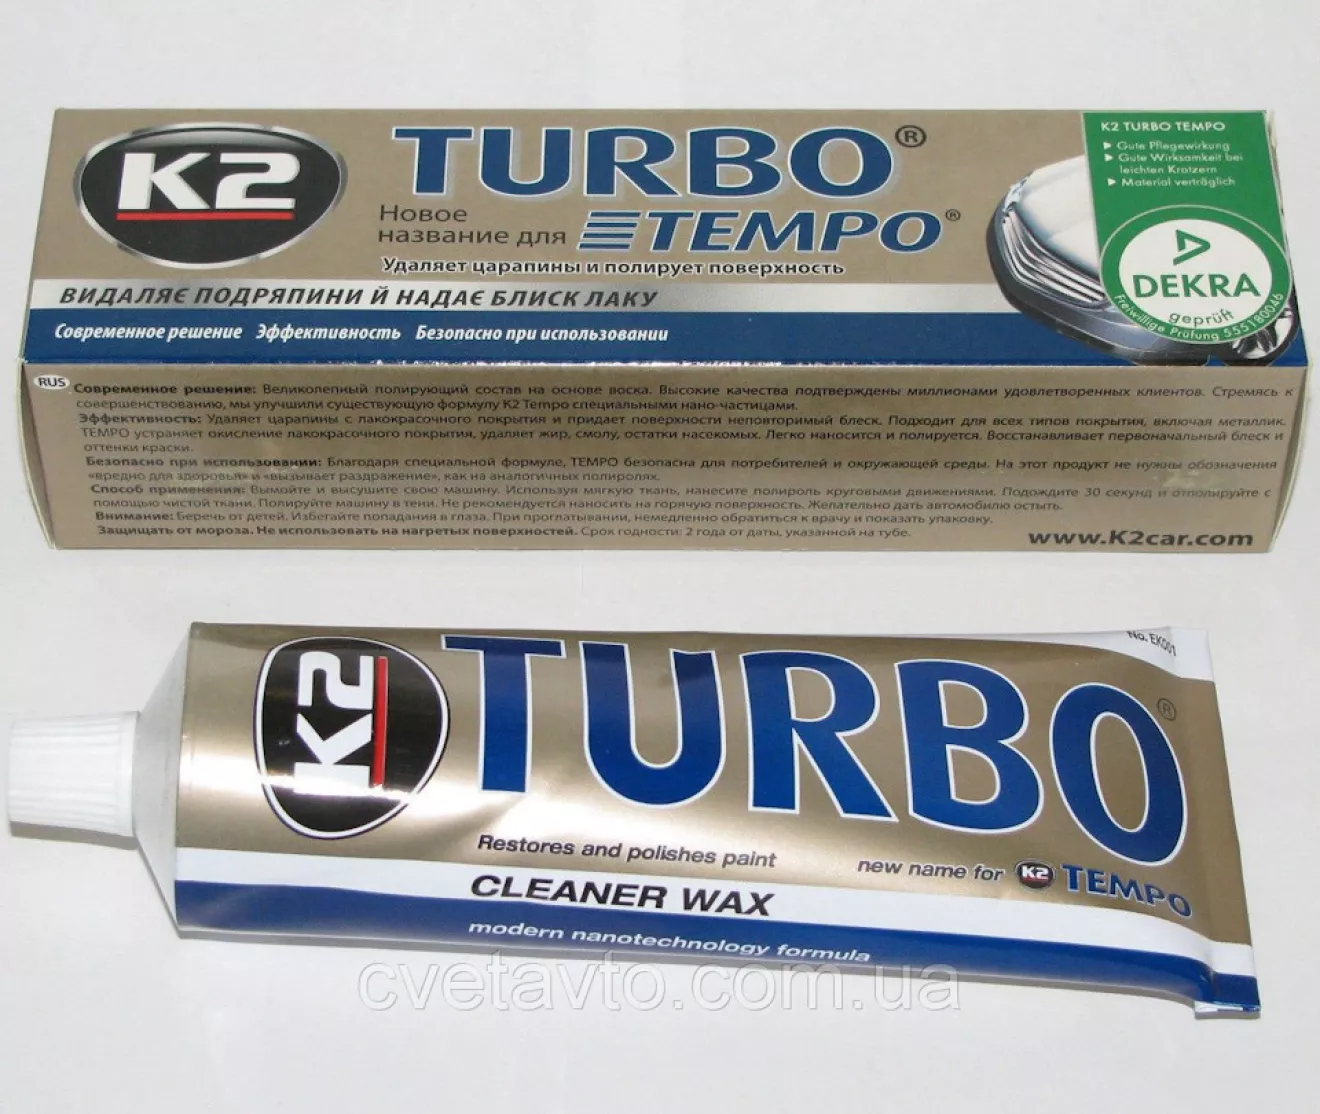 K2
TURBO®
Новое
название для TEMPO®
Удаляет царапины и полирует поверхность
ВИДАЛЯЄ ПОДРЯПИНИ Й НАДАЄ БЛИСК ЛАКУ
Современное решение Эффективность Безопасно при использовании
K2 TURBO TEMPO
Gute Pflegewirkung
Gute Wirksamkeit bei
leichten Kratzern
Material verträglich
DEKRA
geprüft
Freiwillige Prüfung 555180046
RUS Современное решение: Великолепный полирующий состав на основе воска. Высокие качества подтверждены миллионами удовлетворенных клиентов. Стремясь к
совершенствованию, мы улучшили существующую формулу K2 Tempo специальными нано-частицами.
Эффективность: Удаляет царапины с лакокрасочного покрытия и придает поверхности неповторимый блеск. Подходит для всех типов покрытия, включая металлик.
TEMPO устраняет окисление лакокрасочного покрытия, удаляет жир, смолу, остатки насекомых. Легко наносится и полируется. Восстанавливает первоначальный блеск и
оттенки краски.
Безопасно при использовании: Благодаря специальной формуле, TEMPO безопасна для потребителей и окружающей среды. На этот продукт не нужны обозначения
«вредно для здоровья» и «вызывает раздражение», как на аналогичных полиролях.
Способ применения: Вымойте и высушите свою машину. Используя мягкую ткань, нанесите полироль круговыми движениями. Подождите 30 секунд и отполируйте с
помощью чистой ткани. Полируйте машину в тени. Не рекомендуется наносить на горячую поверхность. Желательно дать автомобилю остыть.
Внимание: Беречь от детей. Избегайте попадания в глаза. При проглатывании, немедленно обратиться к врачу и показать упаковку.
Защищать от мороза. Не использовать на нагретых поверхностей. Срок годности: 2 года от даты, указанной на тубе.
www.K2car.com
No. EK001
K2
TURBO®
Restores and polishes paint
new name for K2 TEMPO
CLEANER WAX
modern nanotechnology formula
cvetavto.com.ua